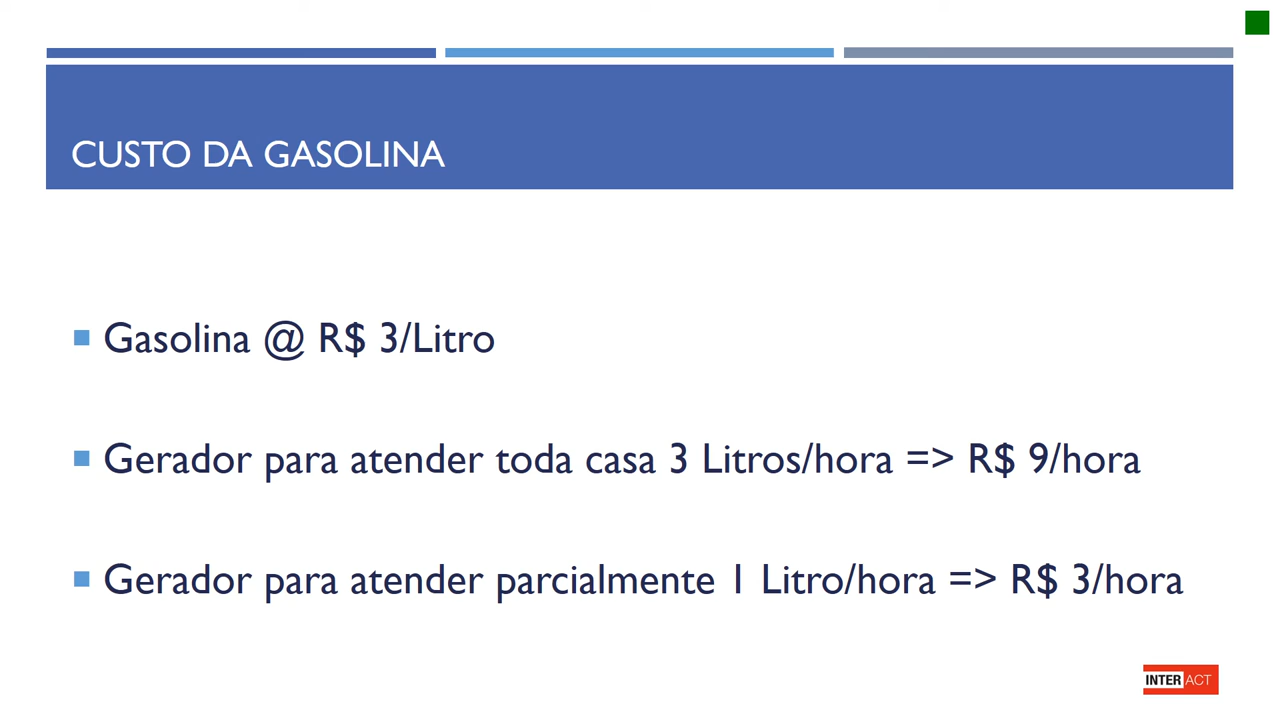 CUSTO DA GASOLINA
Gasolina @ R$ 3/Litro
Gerador para atender toda casa 3 Litros/hora => R$ 9/hora
Gerador para atender parcialmente 1 Litro/hora => R$ 3/hora
INTERACT